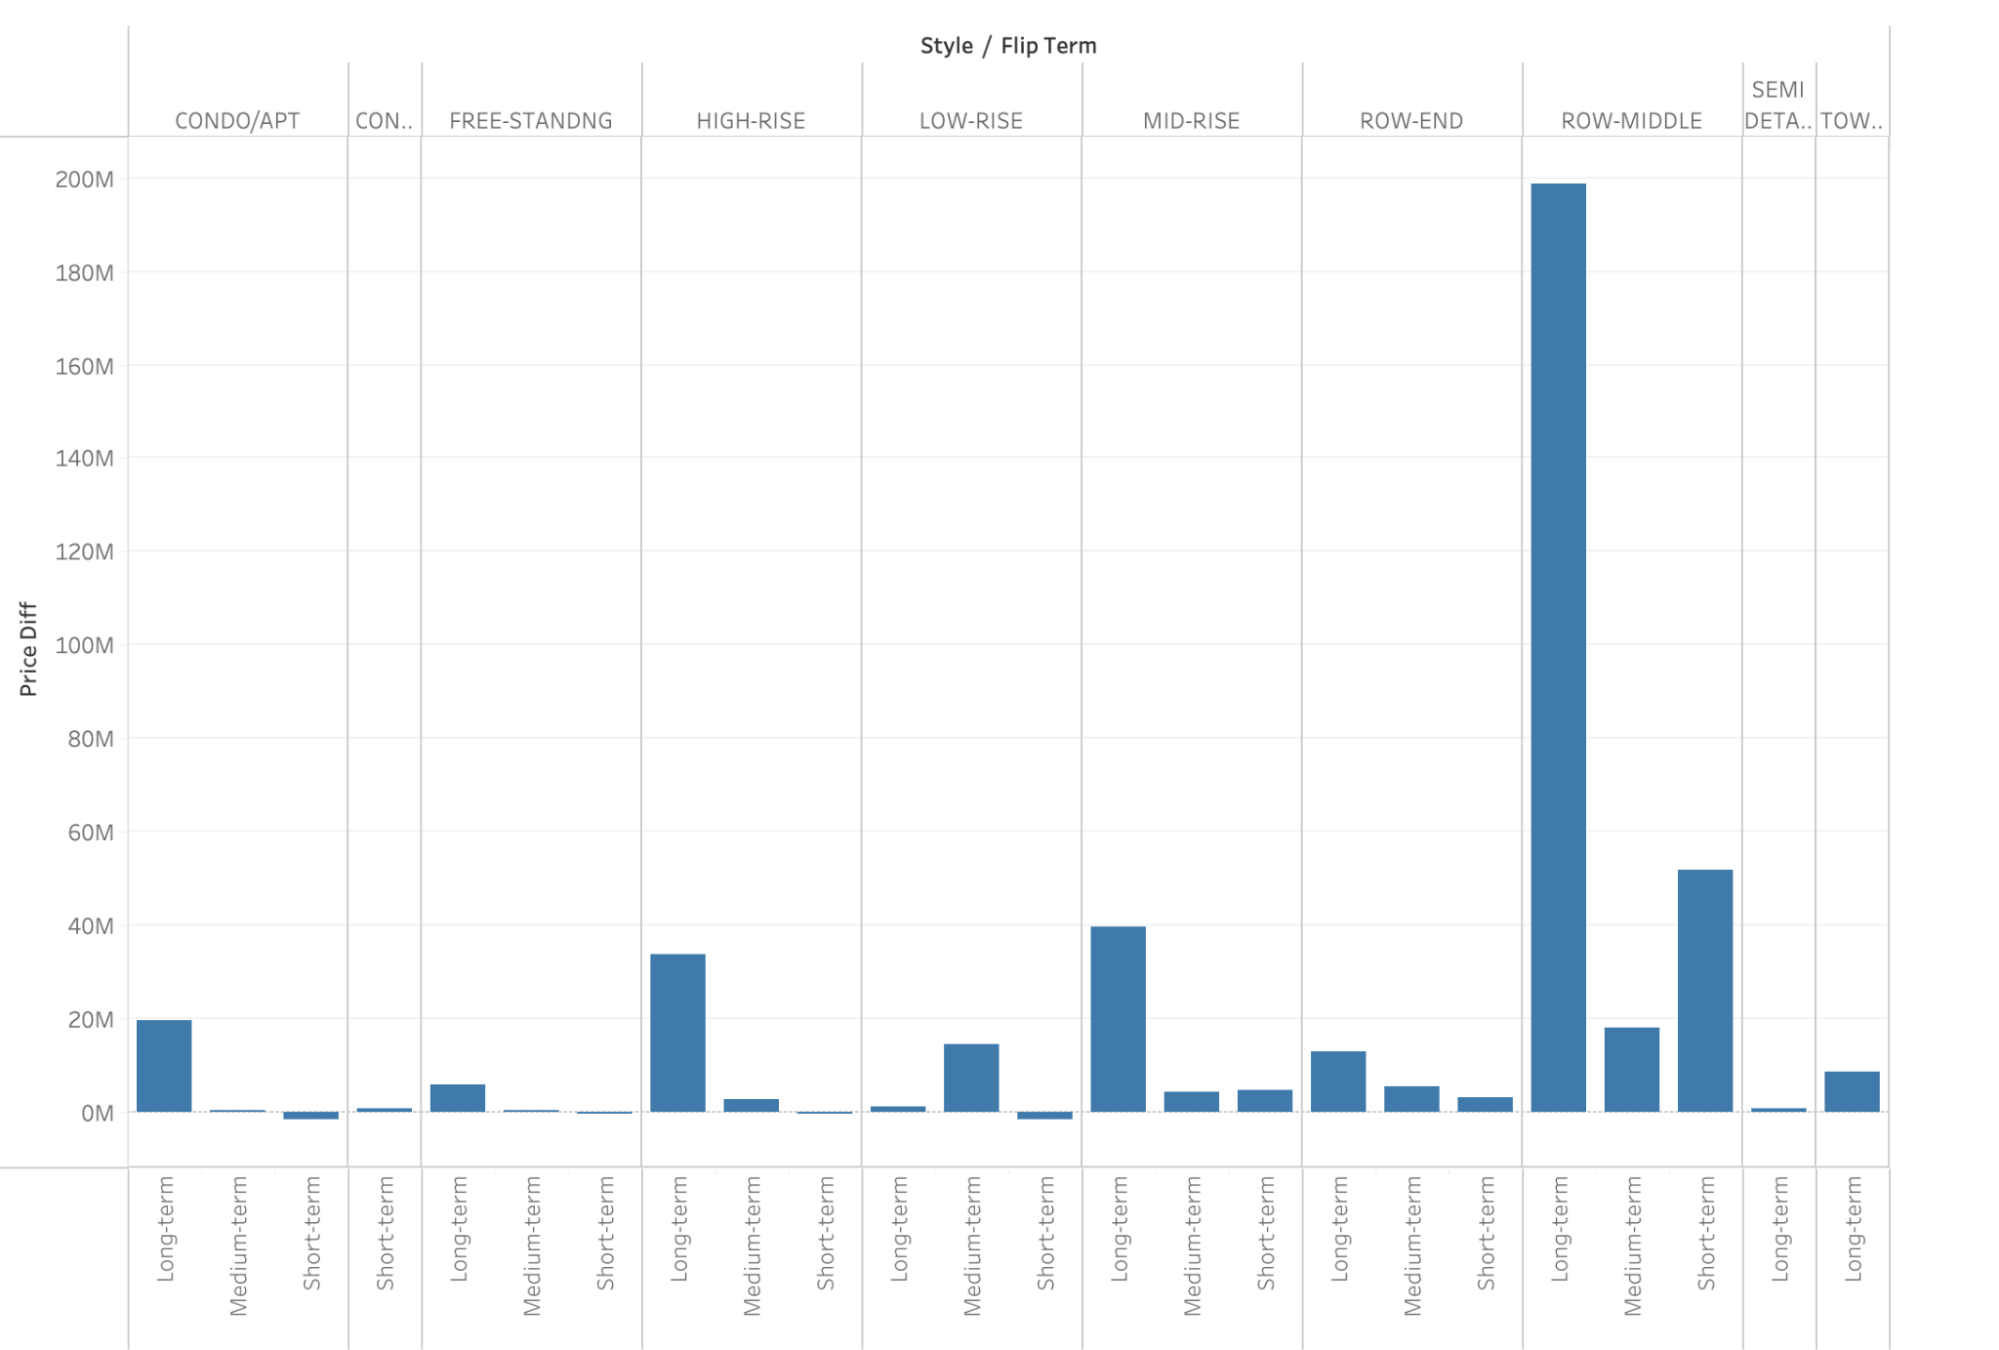 Style / Flip Term
CONDO/APT CON.. FREE-STANDNG HIGH-RISE LOW-RISE MID-RISE ROW-END ROW-MIDDLE SEMI DETA.. TOW..
200M
180M
160M
140M
120M
100M
80M
60M
40M
20M
0M
Price Diff
Long-term Medium-term Short-term Short-term Long-term Medium-term Short-term Long-term Medium-term Short-term Long-term Medium-term Short-term Long-term Medium-term Short-term Long-term Medium-term Short-term Long-term Medium-term Short-term Long-term Long-term